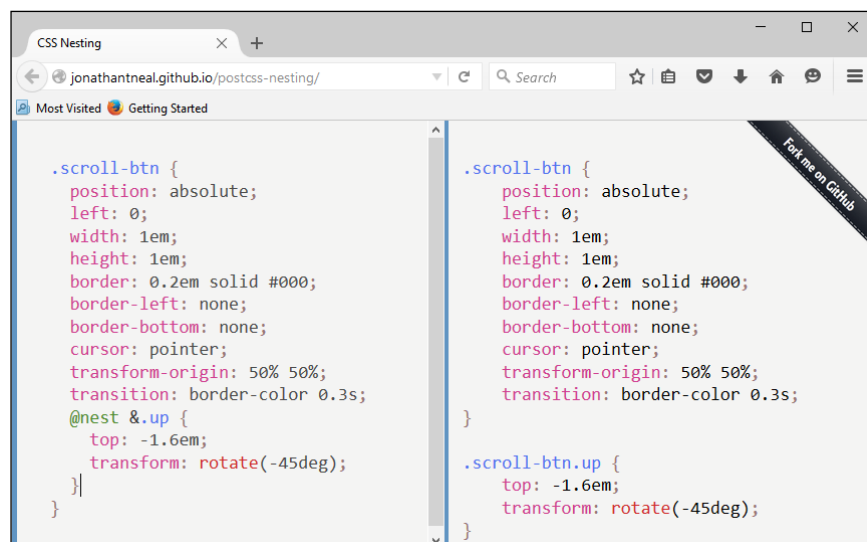 CSS Nesting
jonathantneal.github.io/postcss-nesting/
Search
Most Visited Getting Started
.scroll-btn {
  position: absolute;
  left: 0;
  width: 1em;
  height: 1em;
  border: 0.2em solid #000;
  border-left: none;
  border-bottom: none;
  cursor: pointer;
  transform-origin: 50% 50%;
  transition: border-color 0.3s;
  @nest &.up {
    top: -1.6em;
    transform: rotate(-45deg);
  }
}
.scroll-btn {
    position: absolute;
    left: 0;
    width: 1em;
    height: 1em;
    border: 0.2em solid #000;
    border-left: none;
    border-bottom: none;
    cursor: pointer;
    transform-origin: 50% 50%;
    transition: border-color 0.3s;
}
.scroll-btn.up {
    top: -1.6em;
    transform: rotate(-45deg);
}
Fork me on GitHub